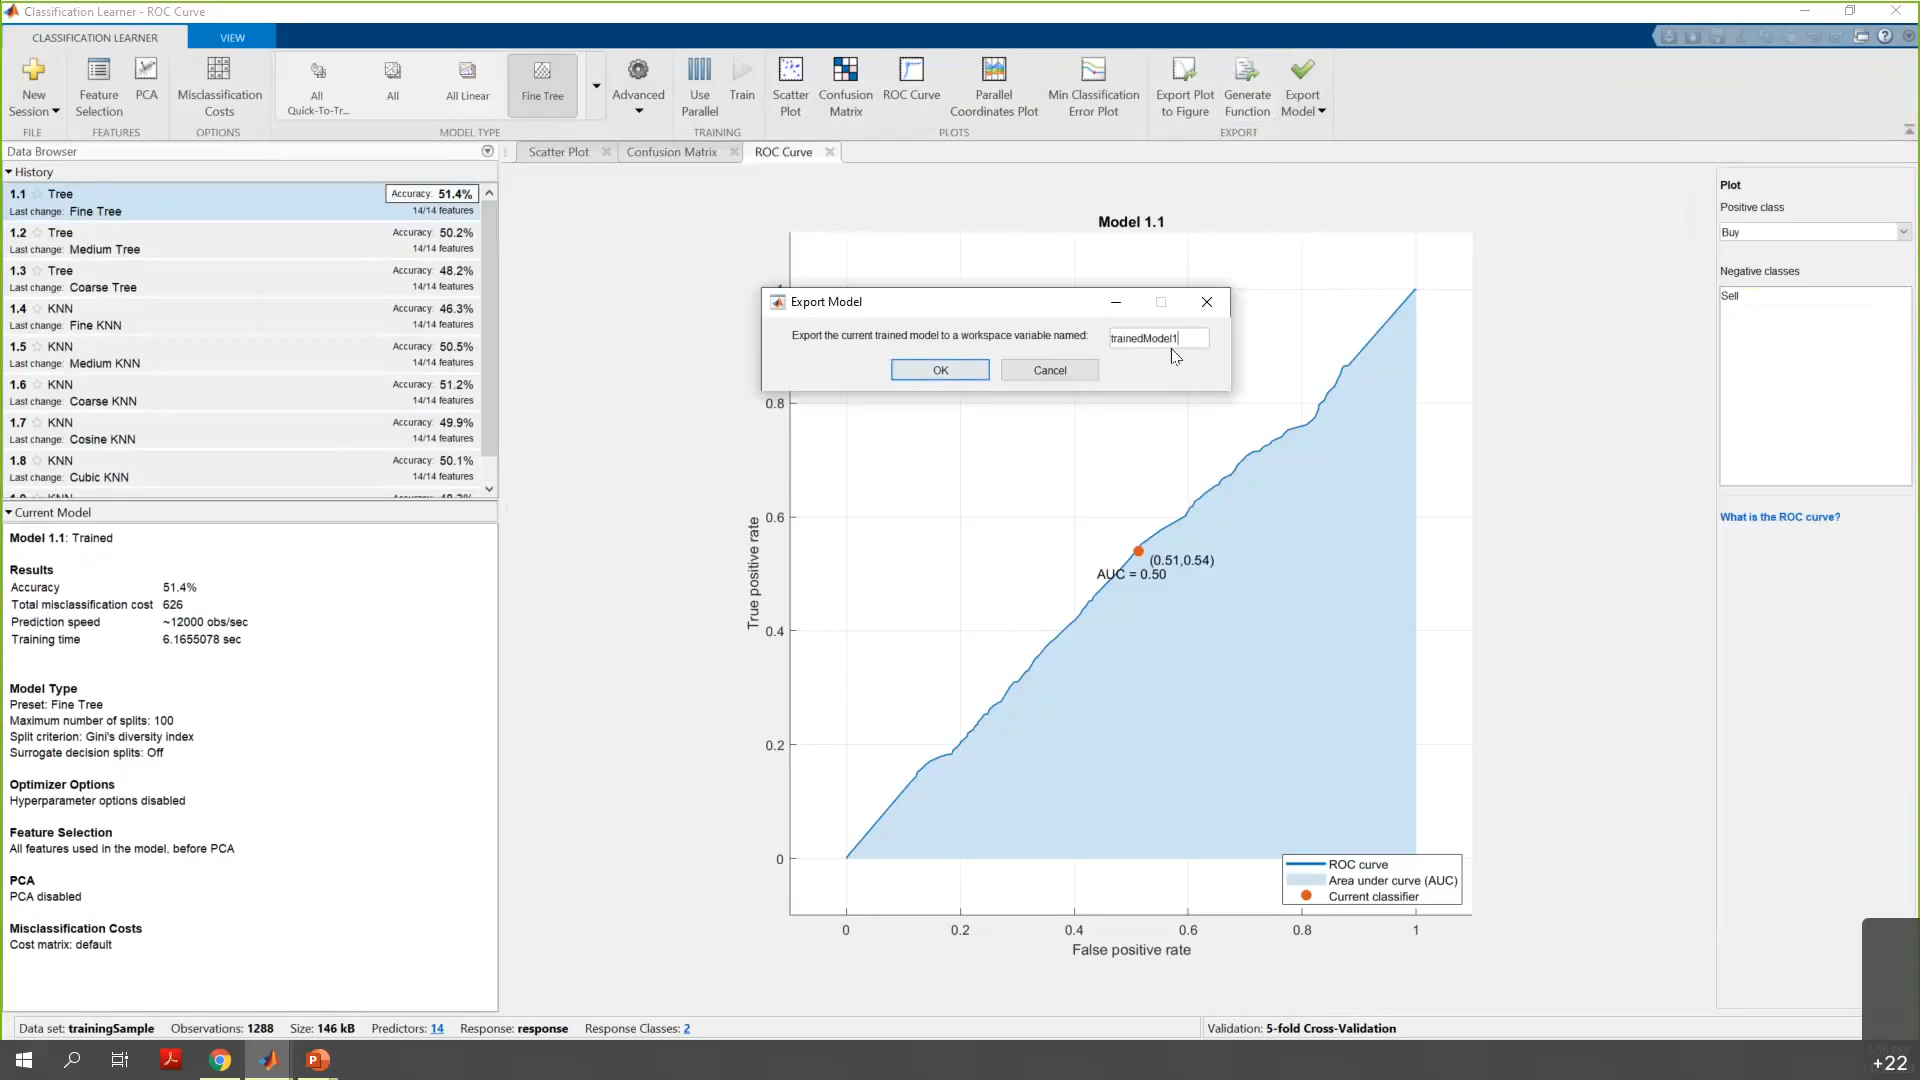 Classification Learner - ROC Curve
CLASSIFICATION LEARNER
VIEW
New
Session
Feature
Selection
PCA
Misclassification
Costs
All
Quick-To-Tr...
All
All Linear
Fine Tree
Advanced
Use
Parallel
Train
Scatter
Plot
Confusion
Matrix
ROC Curve
Parallel
Coordinates Plot
Min Classification
Error Plot
Export Plot
to Figure
Generate
Function
Export
Model
FILE
FEATURES
OPTIONS
MODEL TYPE
TRAINING
PLOTS
EXPORT
Data Browser
Scatter Plot
Confusion Matrix
ROC Curve
History
1.1 Tree Accuracy: 51.4%
Last change: Fine Tree 14/14 features
1.2 Tree Accuracy: 50.2%
Last change: Medium Tree 14/14 features
1.3 Tree Accuracy: 48.2%
Last change: Coarse Tree 14/14 features
1.4 KNN Accuracy: 46.3%
Last change: Fine KNN 14/14 features
1.5 KNN Accuracy: 50.5%
Last change: Medium KNN 14/14 features
1.6 KNN Accuracy: 51.2%
Last change: Coarse KNN 14/14 features
1.7 KNN Accuracy: 49.9%
Last change: Cosine KNN 14/14 features
1.8 KNN Accuracy: 50.1%
Last change: Cubic KNN 14/14 features
Current Model
Model 1.1: Trained
Results
Accuracy 51.4%
Total misclassification cost 626
Prediction speed ~12000 obs/sec
Training time 6.1655078 sec
Model Type
Preset: Fine Tree
Maximum number of splits: 100
Split criterion: Gini's diversity index
Surrogate decision splits: Off
Optimizer Options
Hyperparameter options disabled
Feature Selection
All features used in the model, before PCA
PCA
PCA disabled
Misclassification Costs
Cost matrix: default
Model 1.1
Export Model
Export the current trained model to a workspace variable named: trainedModel1
OK
Cancel
0.8
0.6
0.4
0.2
0
True positive rate
(0.51,0.54)
AUC = 0.50
ROC curve
Area under curve (AUC)
Current classifier
0 0.2 0.4 0.6 0.8 1
False positive rate
Plot
Positive class
Buy
Negative classes
Sell
What is the ROC curve?
Data set: trainingSample Observations: 1288 Size: 146 kB Predictors: 14 Response: response Response Classes: 2
Validation: 5-fold Cross-Validation
+22